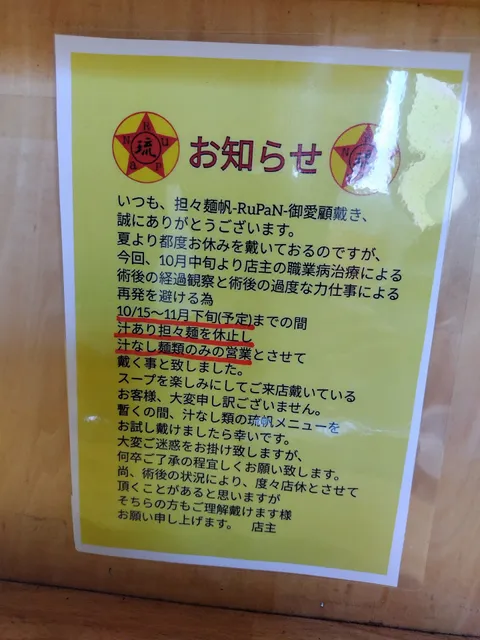 お知らせ
いつも、担々麺帆-RuPaN-御愛顧戴き、
誠にありがとうございます。
夏より都度お休みを戴いておるのですが、
今回、10月中旬より店主の職業病治療による
術後の経過観察と術後の過度な力仕事による
再発を避ける為
10/15～11月下旬(予定)までの間
汁あり担々麺を休止し
汁なし麺類のみの営業とさせて
戴く事と致しました。
スープを楽しみにしてご来店戴いている
お客様、大変申し訳ございません。
暫くの間、汁なし類の琉帆メニューを
お試し戴けましたら幸いです。
大変ご迷惑をお掛け致しますが、
何卒ご了承の程宜しくお願い致します。
尚、術後の状況により、度々店休とさせて
頂くことがあると思いますが
そちらの方もご理解戴けます様
お願い申し上げます。 店主